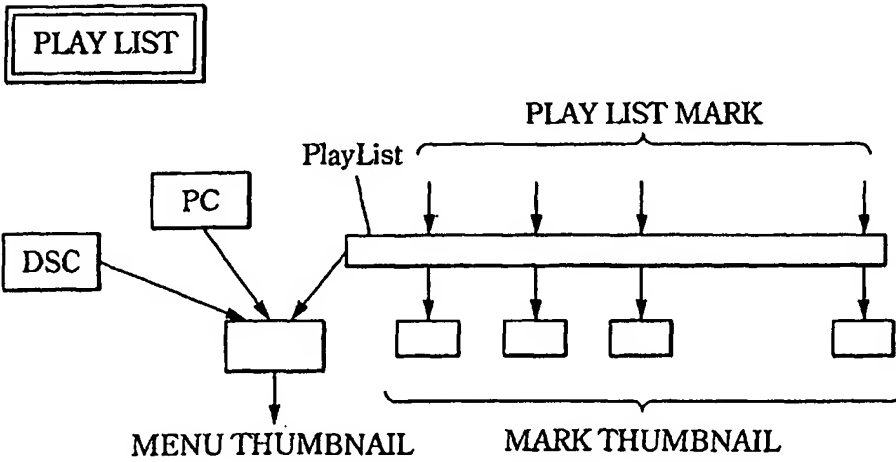 PLAY LIST
PLAY LIST MARK
PlayList
PC
DSC
MENU THUMBNAIL
MARK THUMBNAIL